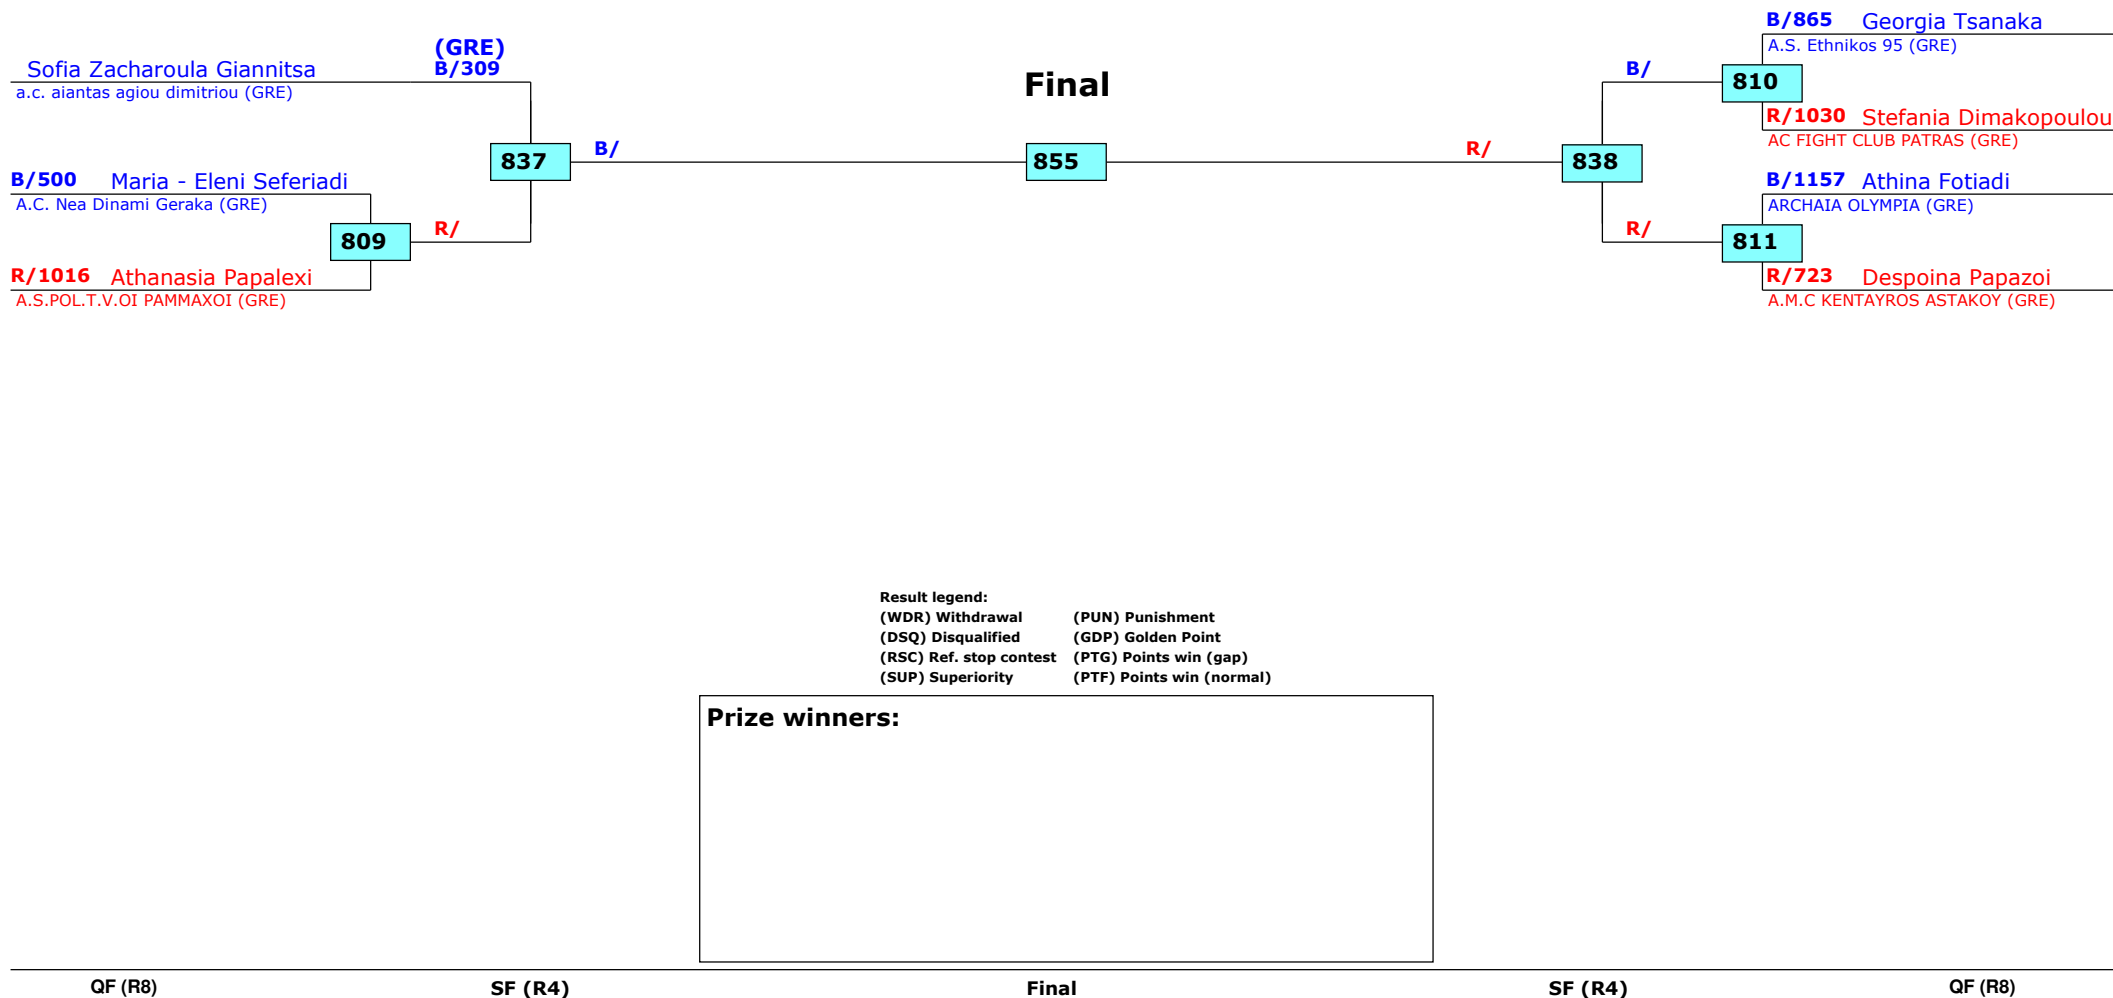 (GRE)
Sofia Zacharoula Giannitsa B/309
a.c. aiantas agiou dimitriou (GRE)
837 B/
B/500 Maria - Eleni Seferiadi
A.C. Nea Dinami Geraka (GRE)
809 R/
R/1016 Athanasia Papalexi
A.S.POL.T.V.OI PAMMAXOI (GRE)
Final
855
B/865 Georgia Tsanaka
A.S. Ethnikos 95 (GRE)
B/ 810
R/1030 Stefania Dimakopoulou
AC FIGHT CLUB PATRAS (GRE)
R/ 838
B/1157 Athina Fotiadi
ARCHAIA OLYMPIA (GRE)
R/ 811
R/723 Despoina Papazoi
A.M.C KENTAYROS ASTAKOY (GRE)
Result legend:
(WDR) Withdrawal (PUN) Punishment
(DSQ) Disqualified (GDP) Golden Point
(RSC) Ref. stop contest (PTG) Points win (gap)
(SUP) Superiority (PTF) Points win (normal)
Prize winners:
QF (R8) SF (R4) Final SF (R4) QF (R8)